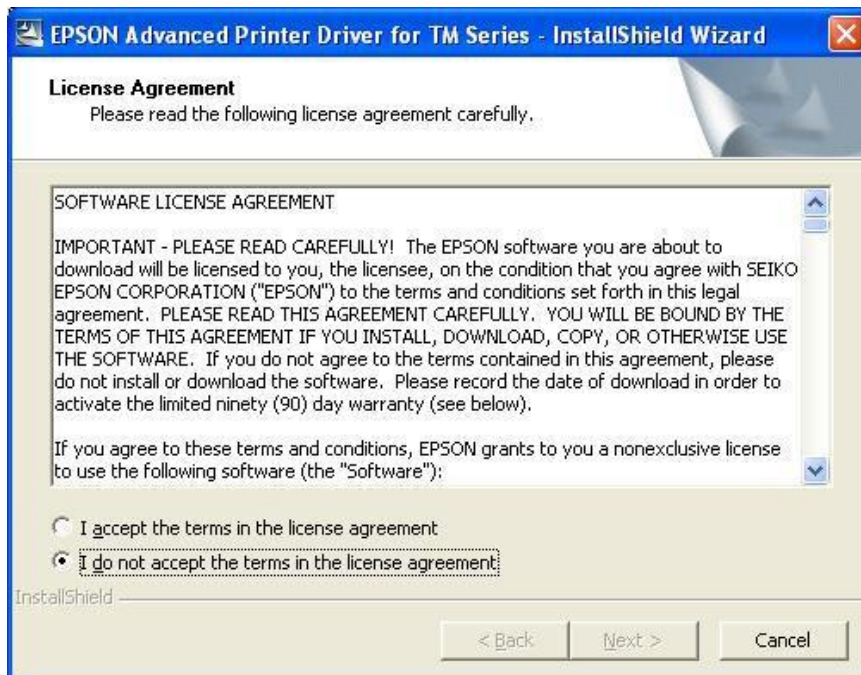 EPSON Advanced Printer Driver for TM Series - InstallShield Wizard
License Agreement
Please read the following license agreement carefully.
SOFTWARE LICENSE AGREEMENT
IMPORTANT - PLEASE READ CAREFULLY!  The EPSON software you are about to
download will be licensed to you, the licensee, on the condition that you agree with SEIKO
EPSON CORPORATION ("EPSON") to the terms and conditions set forth in this legal
agreement.  PLEASE READ THIS AGREEMENT CAREFULLY.  YOU WILL BE BOUND BY THE
TERMS OF THIS AGREEMENT IF YOU INSTALL, DOWNLOAD, COPY, OR OTHERWISE USE
THE SOFTWARE.  If you do not agree to the terms contained in this agreement, please
do not install or download the software.  Please record the date of download in order to
activate the limited ninety (90) day warranty (see below).
If you agree to these terms and conditions, EPSON grants to you a nonexclusive license
to use the following software (the "Software"):
I accept the terms in the license agreement
I do not accept the terms in the license agreement
InstallShield
< Back
Next >
Cancel